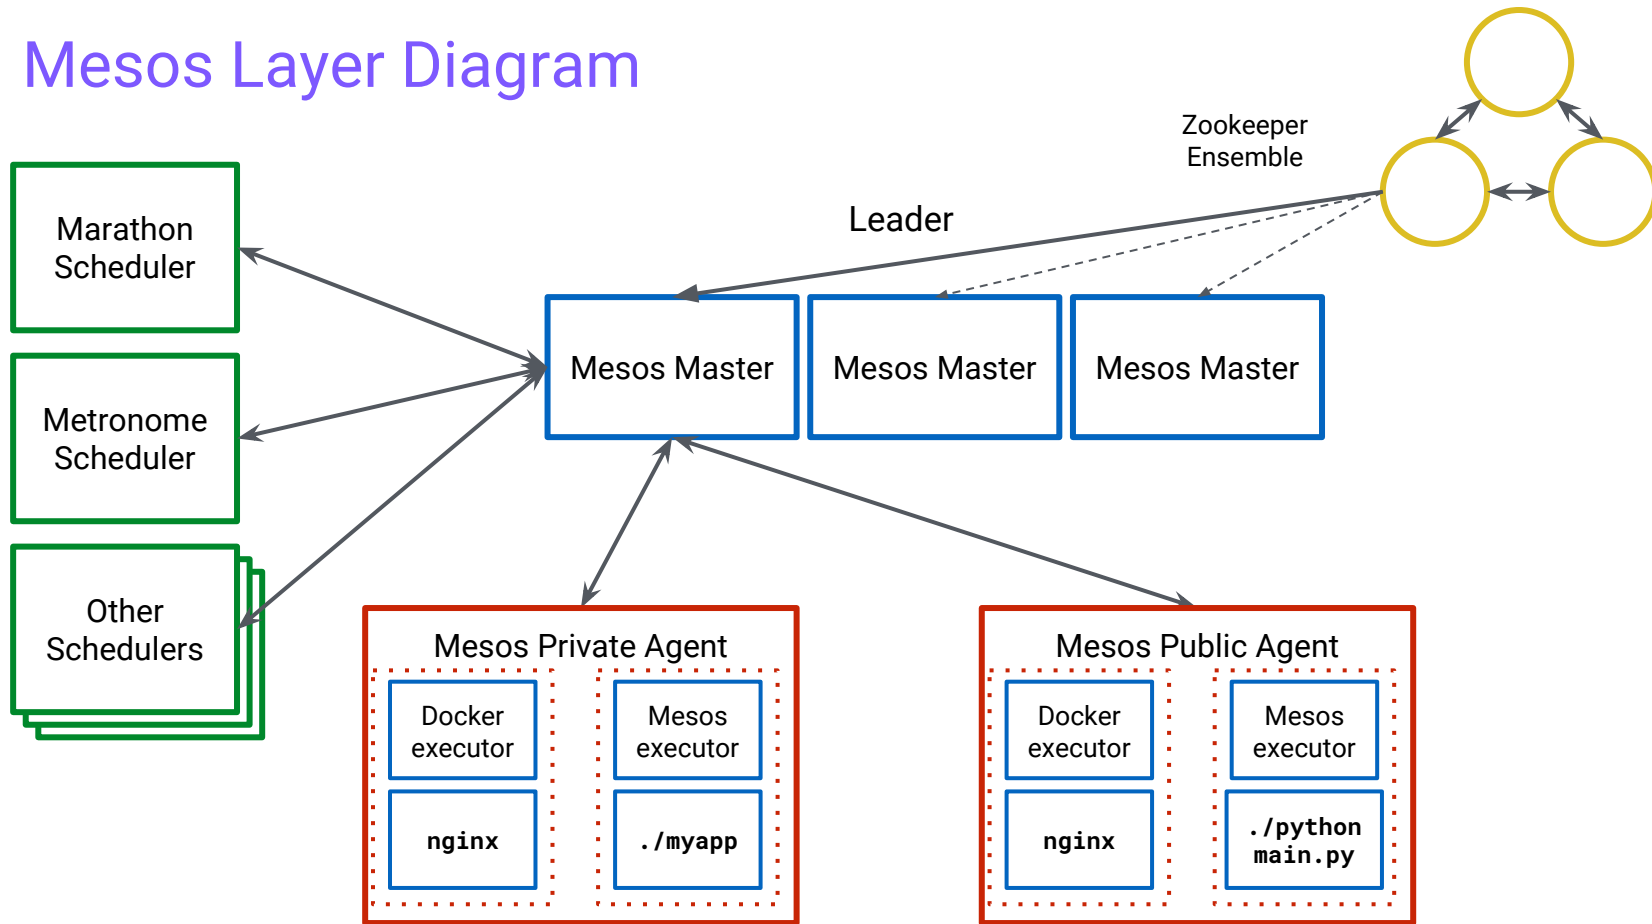 Mesos Layer Diagram
Zookeeper
Ensemble
Leader
Marathon
Scheduler
Metronome
Scheduler
Other
Schedulers
Mesos Master
Mesos Master
Mesos Master
Mesos Private Agent
Docker
executor
nginx
Mesos
executor
./myapp
Mesos Public Agent
Docker
executor
nginx
Mesos
executor
./python
main.py